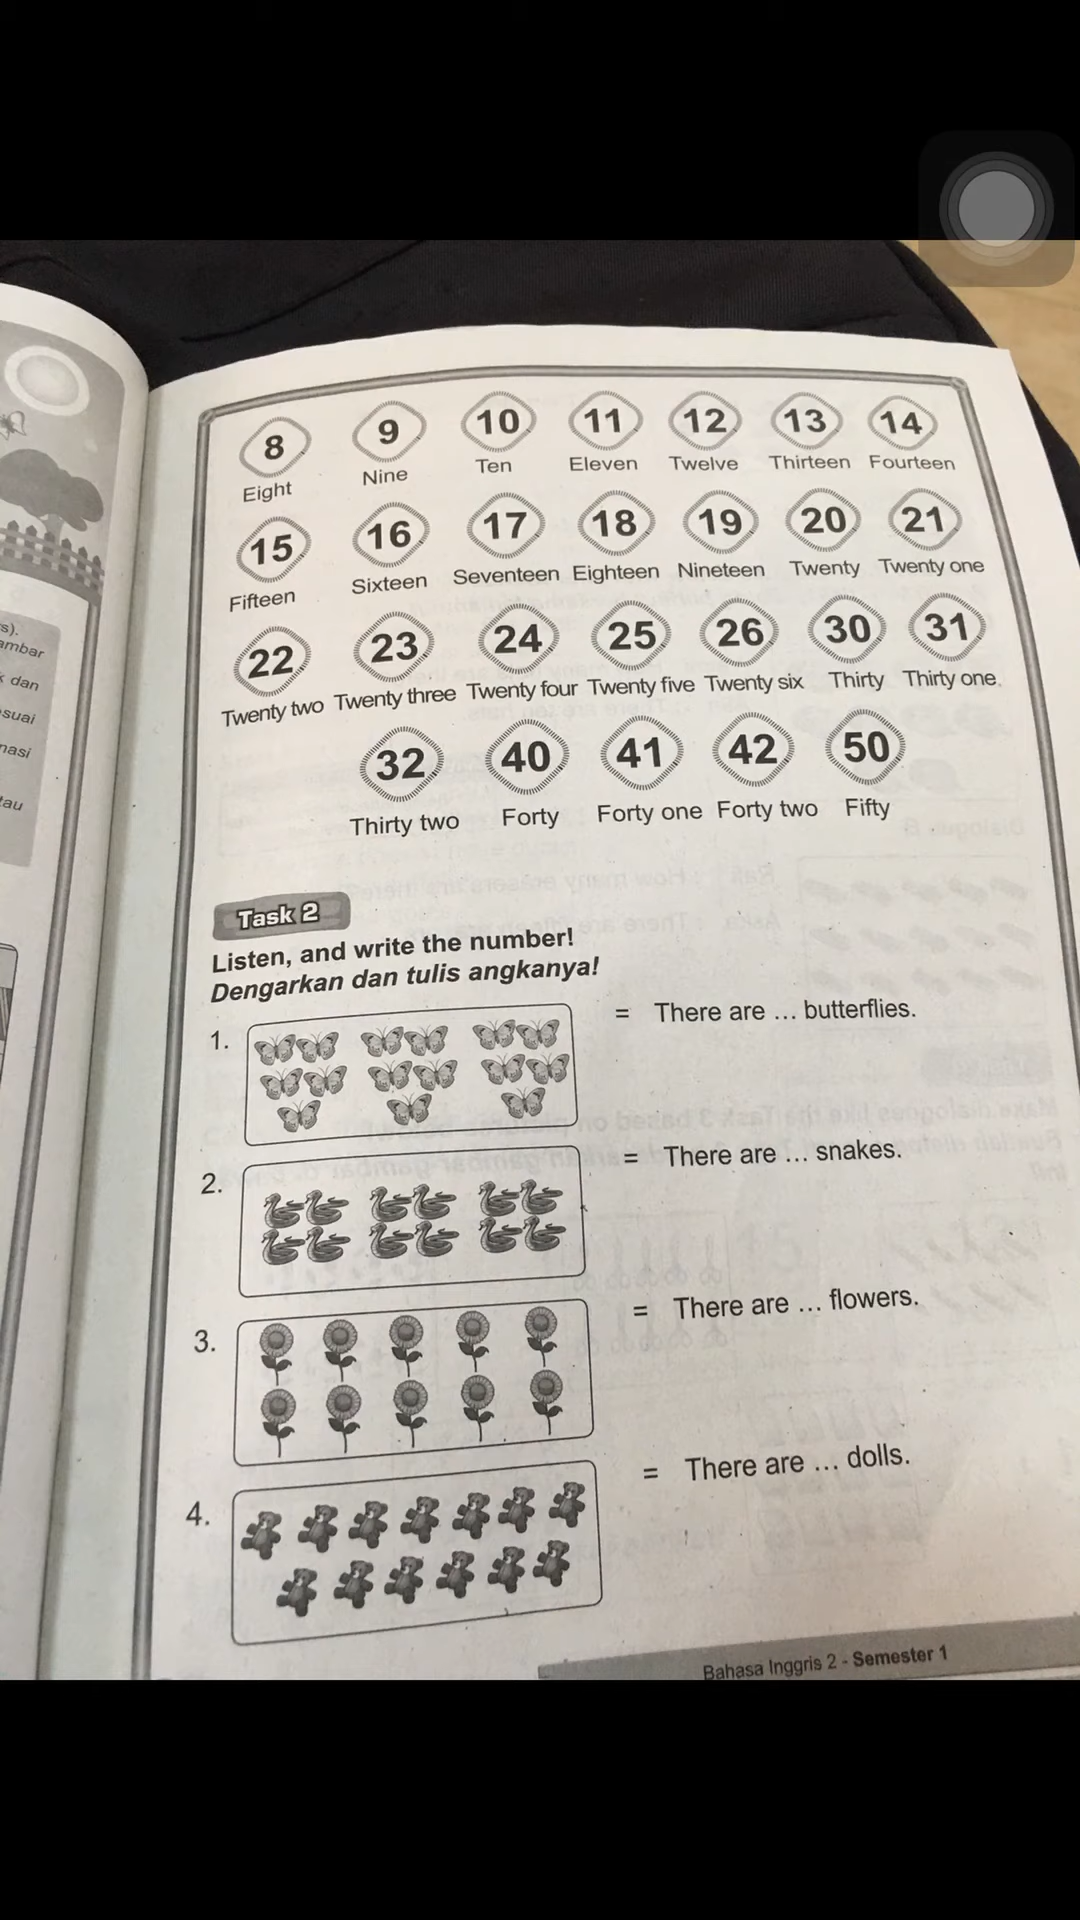 8 9 10 11 12 13 14
Eight Nine Ten Eleven Twelve Thirteen Fourteen
15 16 17 18 19 20 21
Fifteen Sixteen Seventeen Eighteen Nineteen Twenty Twenty one
22 23 24 25 26 30 31
Twenty two Twenty three Twenty four Twenty five Twenty six Thirty Thirty one
32 40 41 42 50
Thirty two Forty Forty one Forty two Fifty
Task 2
Listen, and write the number!
Dengarkan dan tulis angkanya!
1. = There are ... butterflies.
2. = There are ... snakes.
3. = There are ... flowers.
4. = There are ... dolls.
Bahasa Inggris 2 - Semester 1
dan